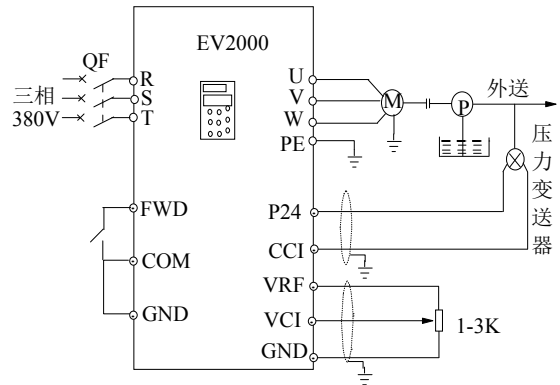 EV2000
QF
三相
380V
R
S
T
U
V
W
PE
M
P
外送
压力变送器
FWD
COM
GND
P24
CCI
VRF
VCI
GND
1-3K